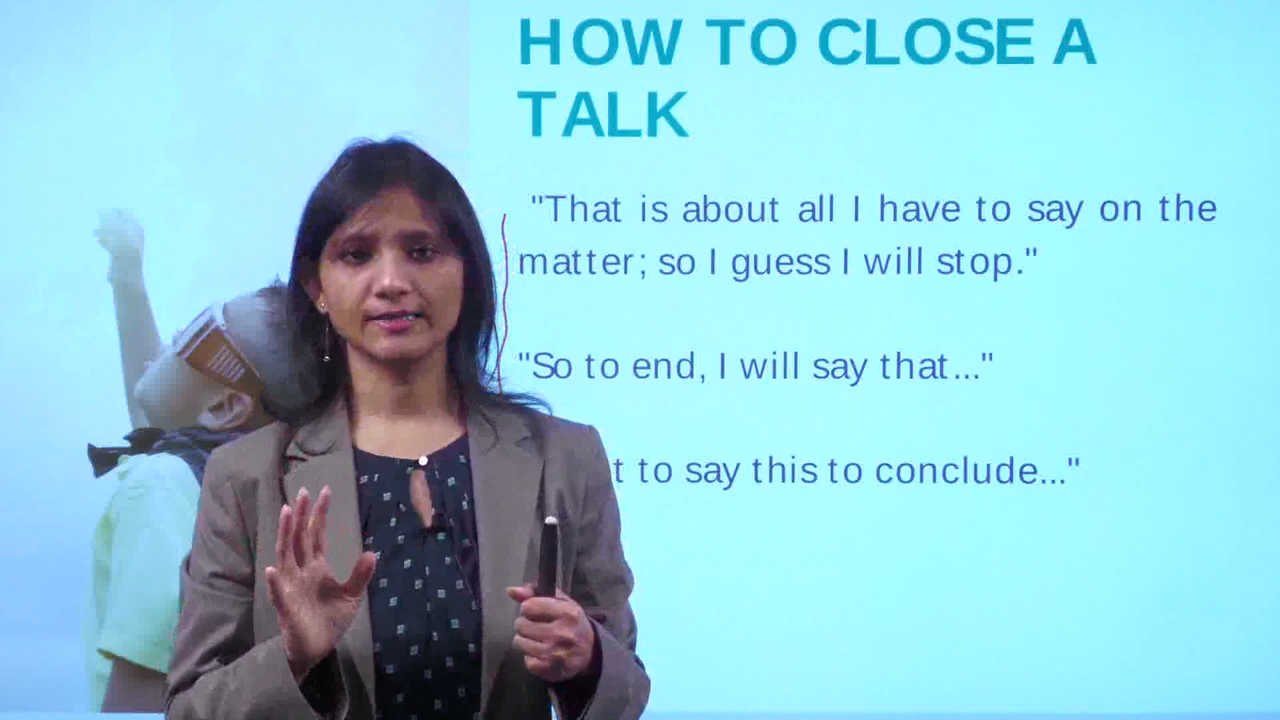 HOW TO CLOSE A
TALK
"That is about all I have to say on the
matter; so I guess I will stop."
"So to end, I will say that..."
t to say this to conclude..."